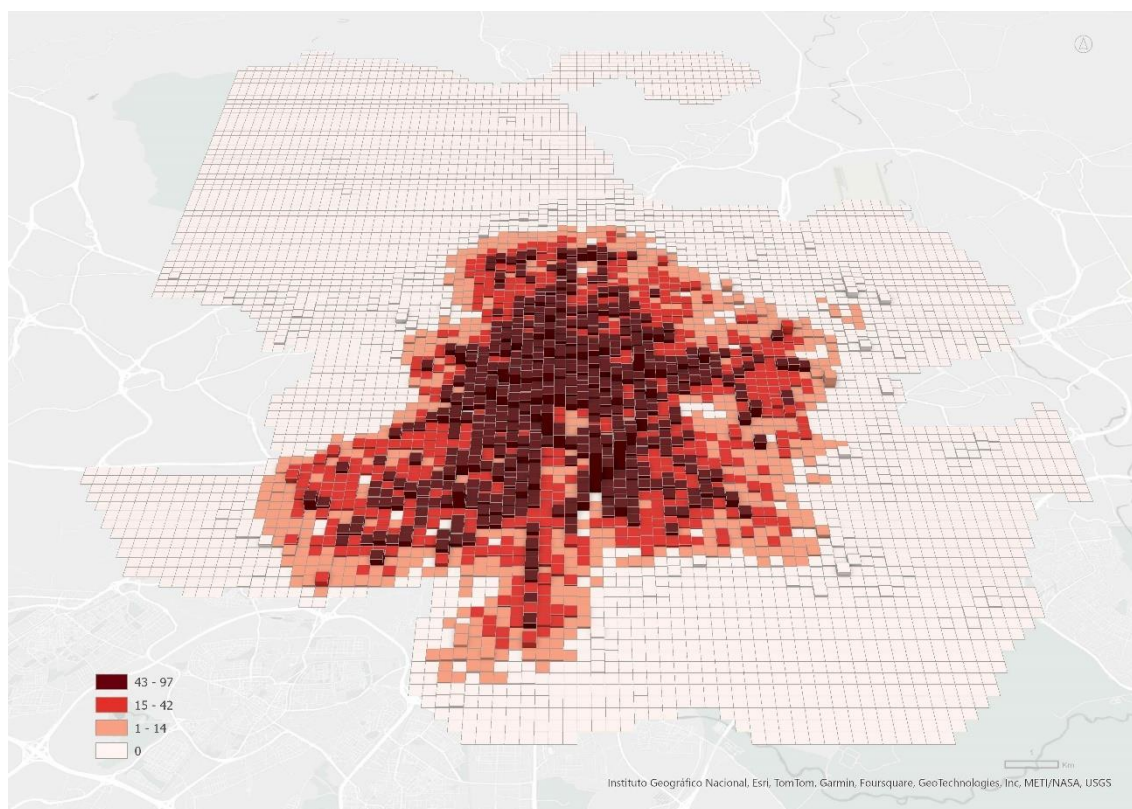 43 - 97
15 - 42
1 - 14
0
1
Km
Instituto Geográfico Nacional, Esri, TomTom, Garmin, Foursquare, GeoTechnologies, Inc, METI/NASA, USGS